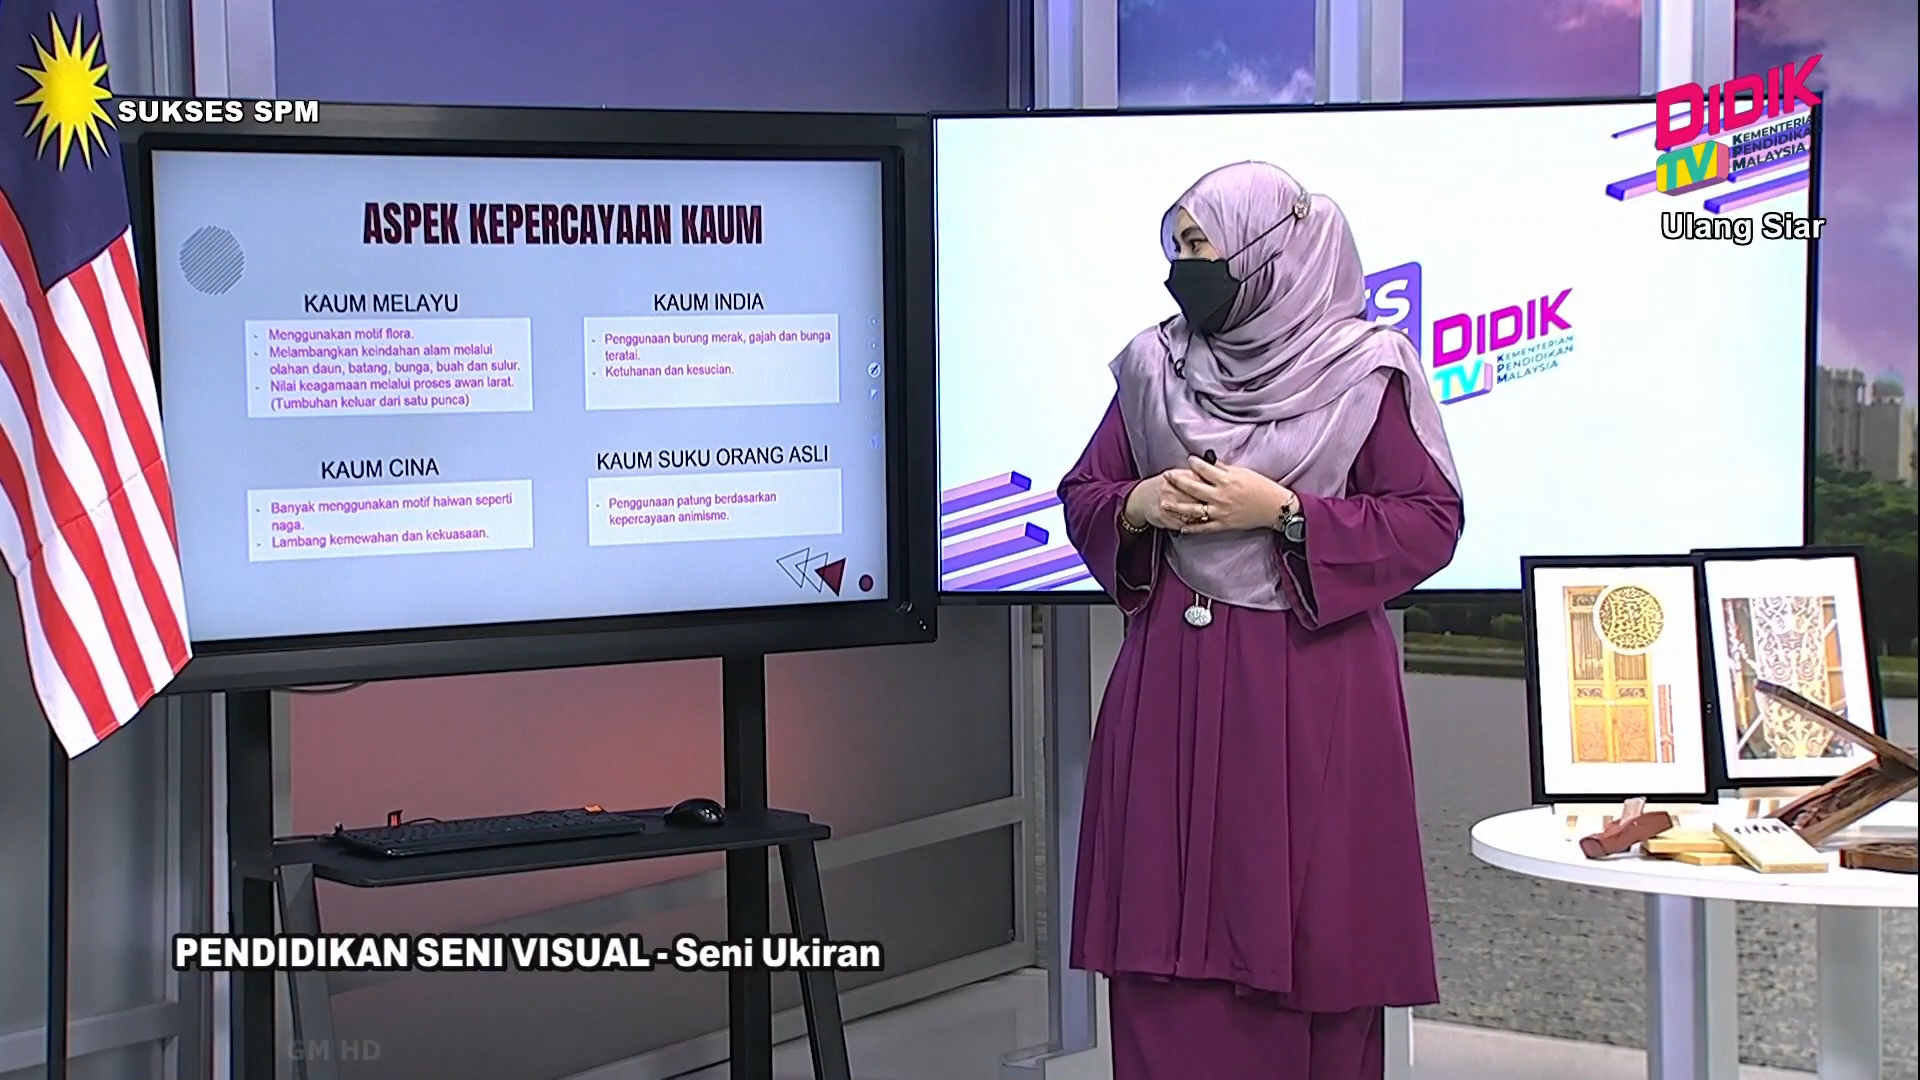 SUKSES SPM
DIDIK
TV
KEMENTERIAN
PENDIDIKAN
MALAYSIA
Ulang Siar
ASPEK KEPERCAYAAN KAUM
KAUM MELAYU
- Menggunakan motif flora.
- Melambangkan keindahan alam melalui
olahan daun, batang, bunga, buah dan sulur.
- Nilai keagamaan melalui proses awan larat.
(Tumbuhan keluar dari satu punca)
KAUM INDIA
- Penggunaan burung merak, gajah dan bunga
teratai.
- Ketuhanan dan kesucian.
KAUM CINA
- Banyak menggunakan motif haiwan seperti
naga.
- Lambang kemewahan dan kekuasaan.
KAUM SUKU ORANG ASLI
- Penggunaan patung berdasarkan
kepercayaan animisme.
DIDIK
TV
KEMENTERIAN
PENDIDIKAN
MALAYSIA
PENDIDIKAN SENI VISUAL - Seni Ukiran
GM HD